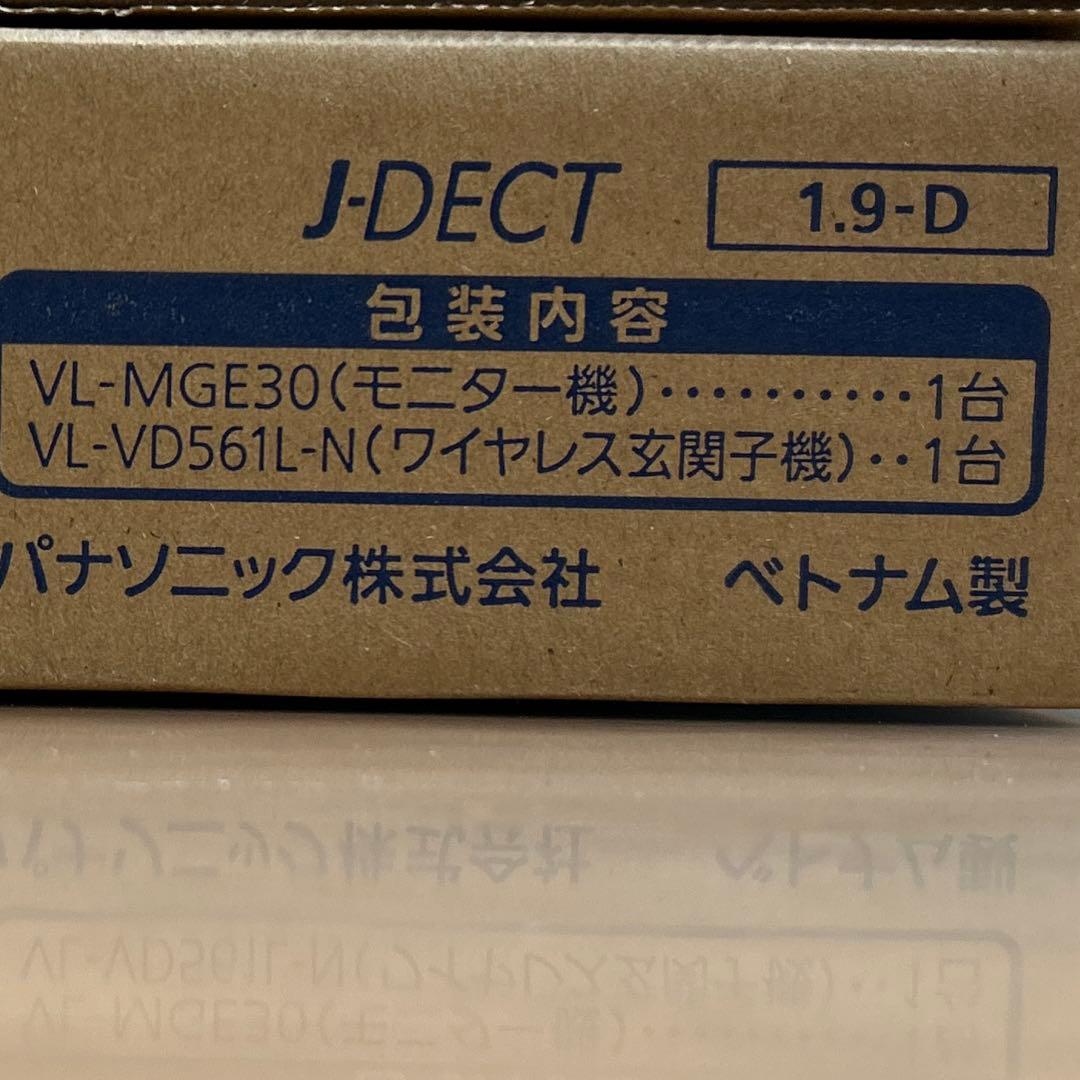 J-DECT 1.9-D
包装内容
VL-MGE30(モニター機)・・・・・・・・・・・1台
VL-VD561L-N(ワイヤレス玄関子機)・・1台
パナソニック株式会社 ベトナム製